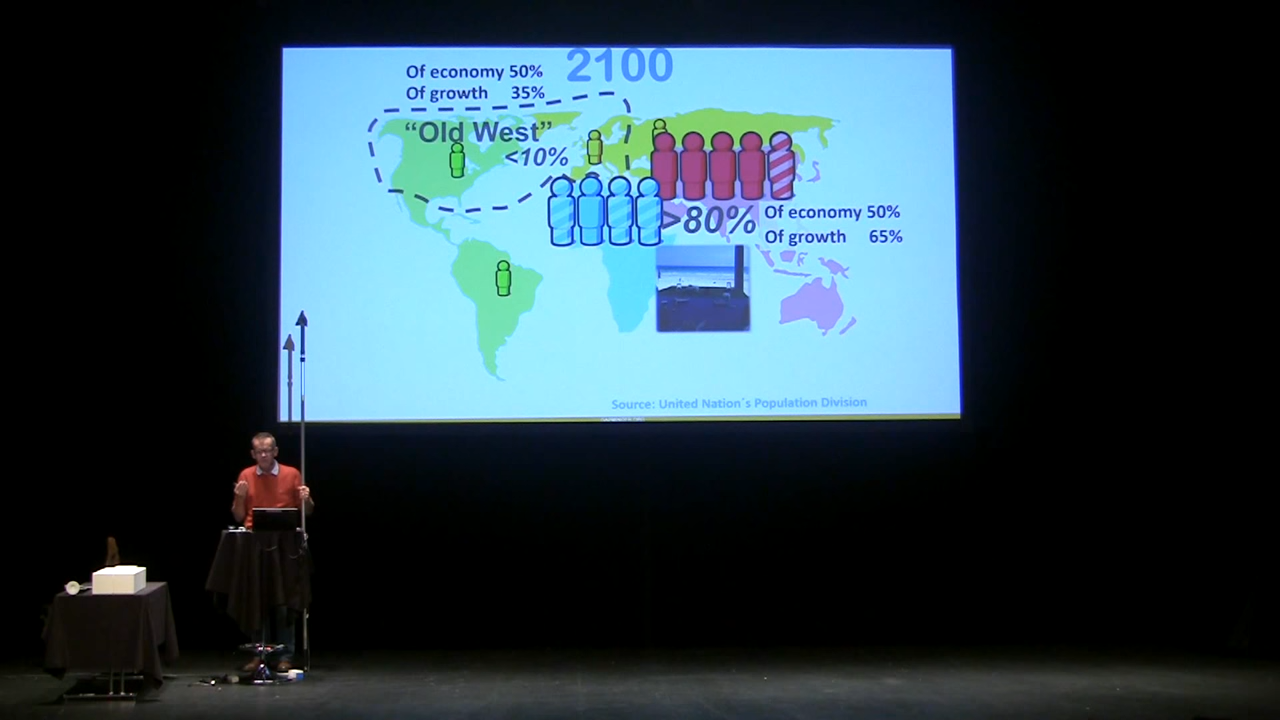 2100
Of economy 50%
Of growth 35%
“Old West”
<10%
>80%
Of economy 50%
Of growth 65%
Source: United Nation´s Population Division